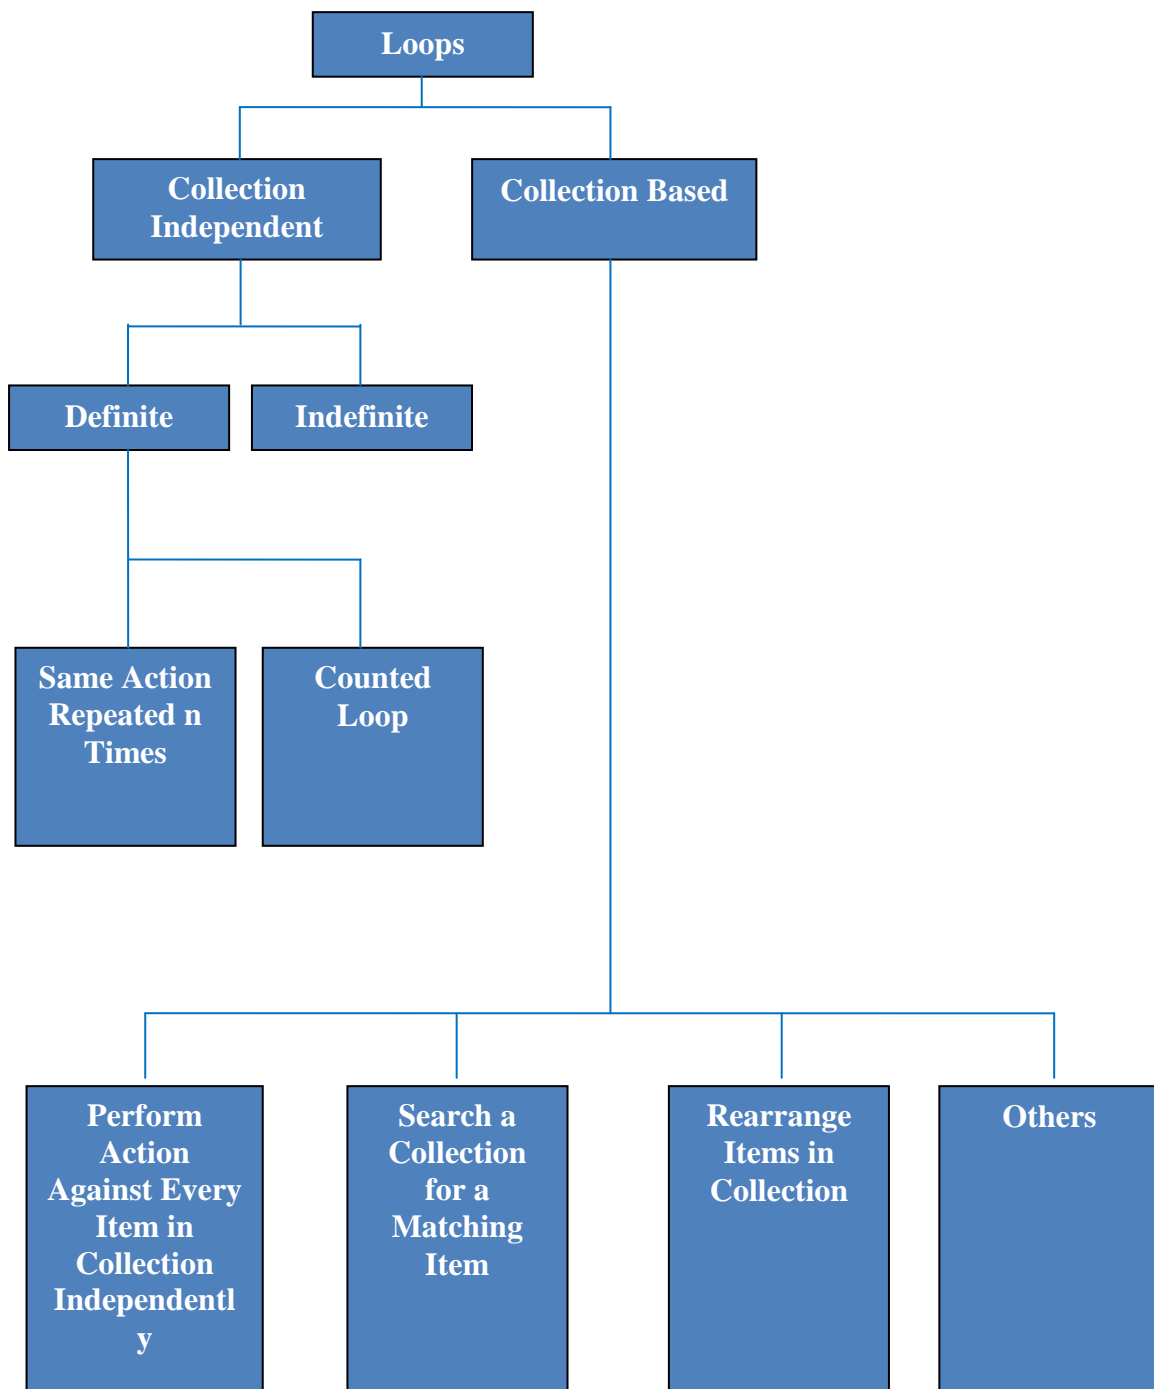 Loops
Collection
Independent
Collection Based
Definite
Indefinite
Same Action
Repeated n
Times
Counted
Loop
Perform
Action
Against Every
Item in
Collection
Independentl
y
Search a
Collection
for a
Matching
Item
Rearrange
Items in
Collection
Others